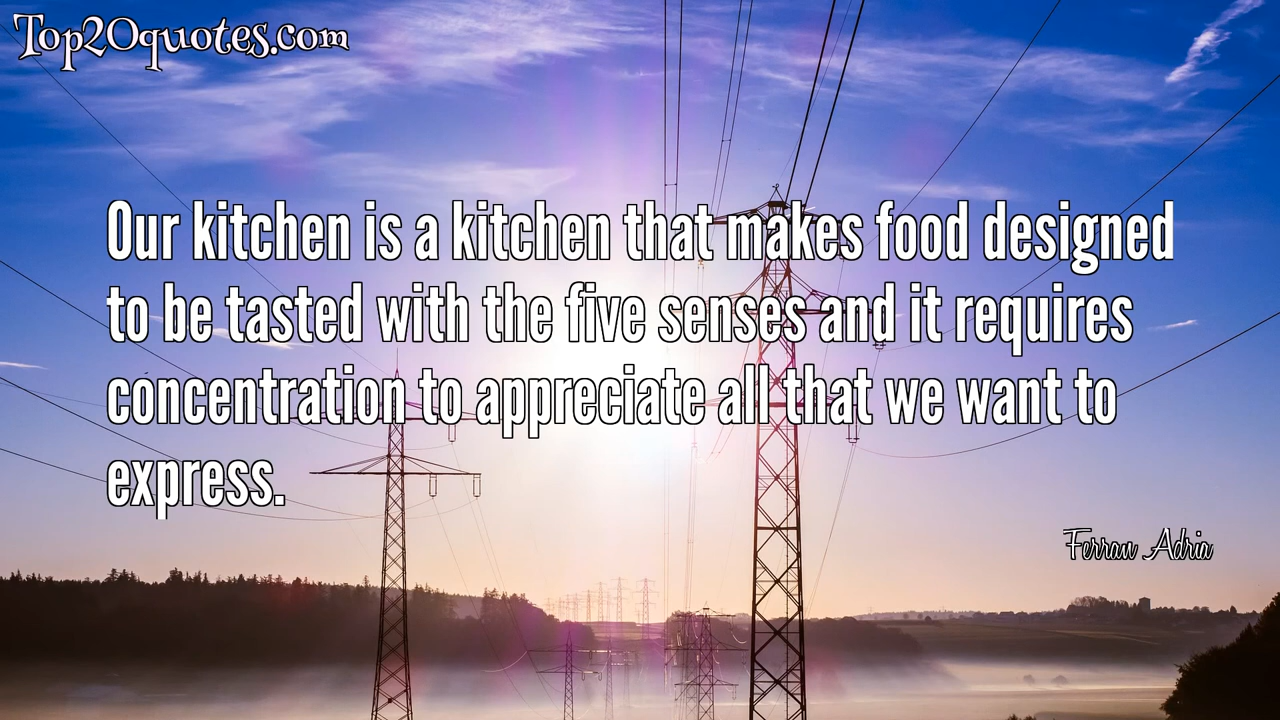 Top20quotes.com
Our kitchen is a kitchen that makes food designed
to be tasted with the five senses and it requires
concentration to appreciate all that we want to
express.
Ferran Adria